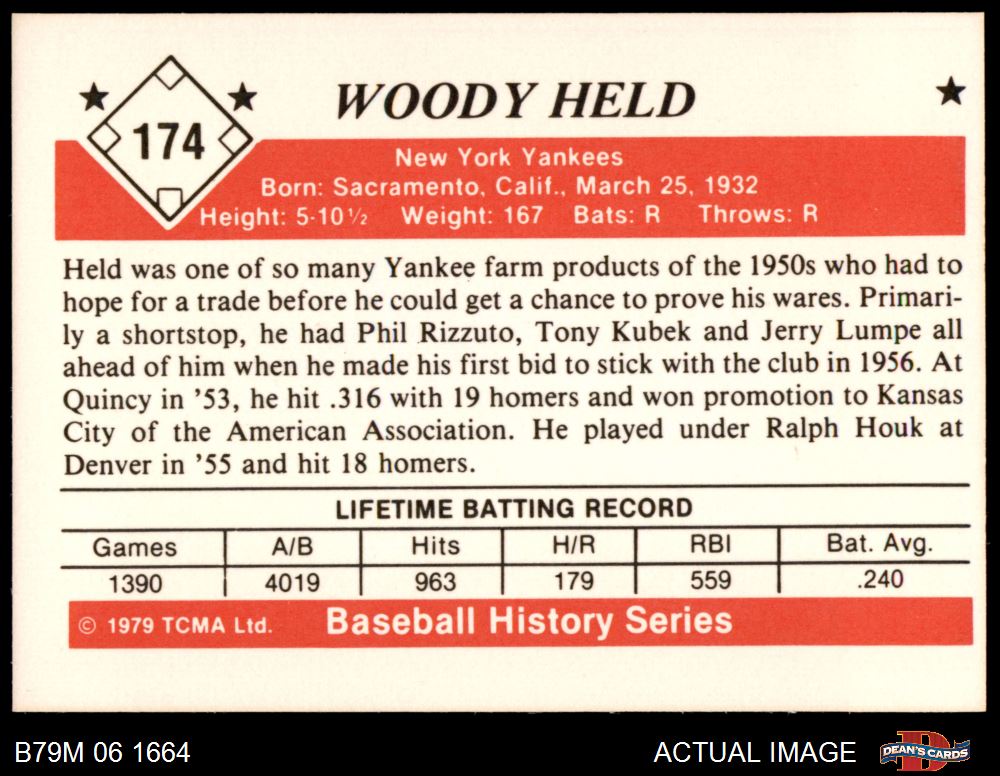 174
WOODY HELD
New York Yankees
Born: Sacramento, Calif., March 25, 1932
Height: 5-10½ Weight: 167 Bats: R Throws: R
Held was one of so many Yankee farm products of the 1950s who had to
hope for a trade before he could get a chance to prove his wares. Primari-
ly a shortstop, he had Phil Rizzuto, Tony Kubek and Jerry Lumpe all
ahead of him when he made his first bid to stick with the club in 1956. At
Quincy in ’53, he hit .316 with 19 homers and won promotion to Kansas
City of the American Association. He played under Ralph Houk at
Denver in ’55 and hit 18 homers.
LIFETIME BATTING RECORD
Games A/B Hits H/R RBI Bat. Avg.
1390 4019 963 179 559 .240
© 1979 TCMA Ltd. Baseball History Series
B79M 06 1664 ACTUAL IMAGE DEAN'S CARDS